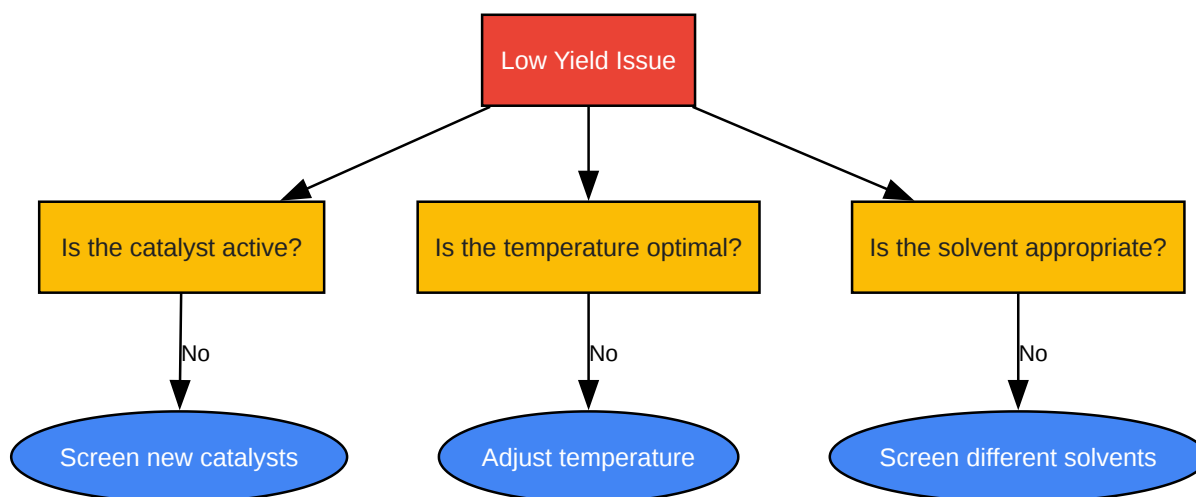 Low Yield Issue
Is the catalyst active?
Is the temperature optimal?
Is the solvent appropriate?
No
No
No
Screen new catalysts
Adjust temperature
Screen different solvents